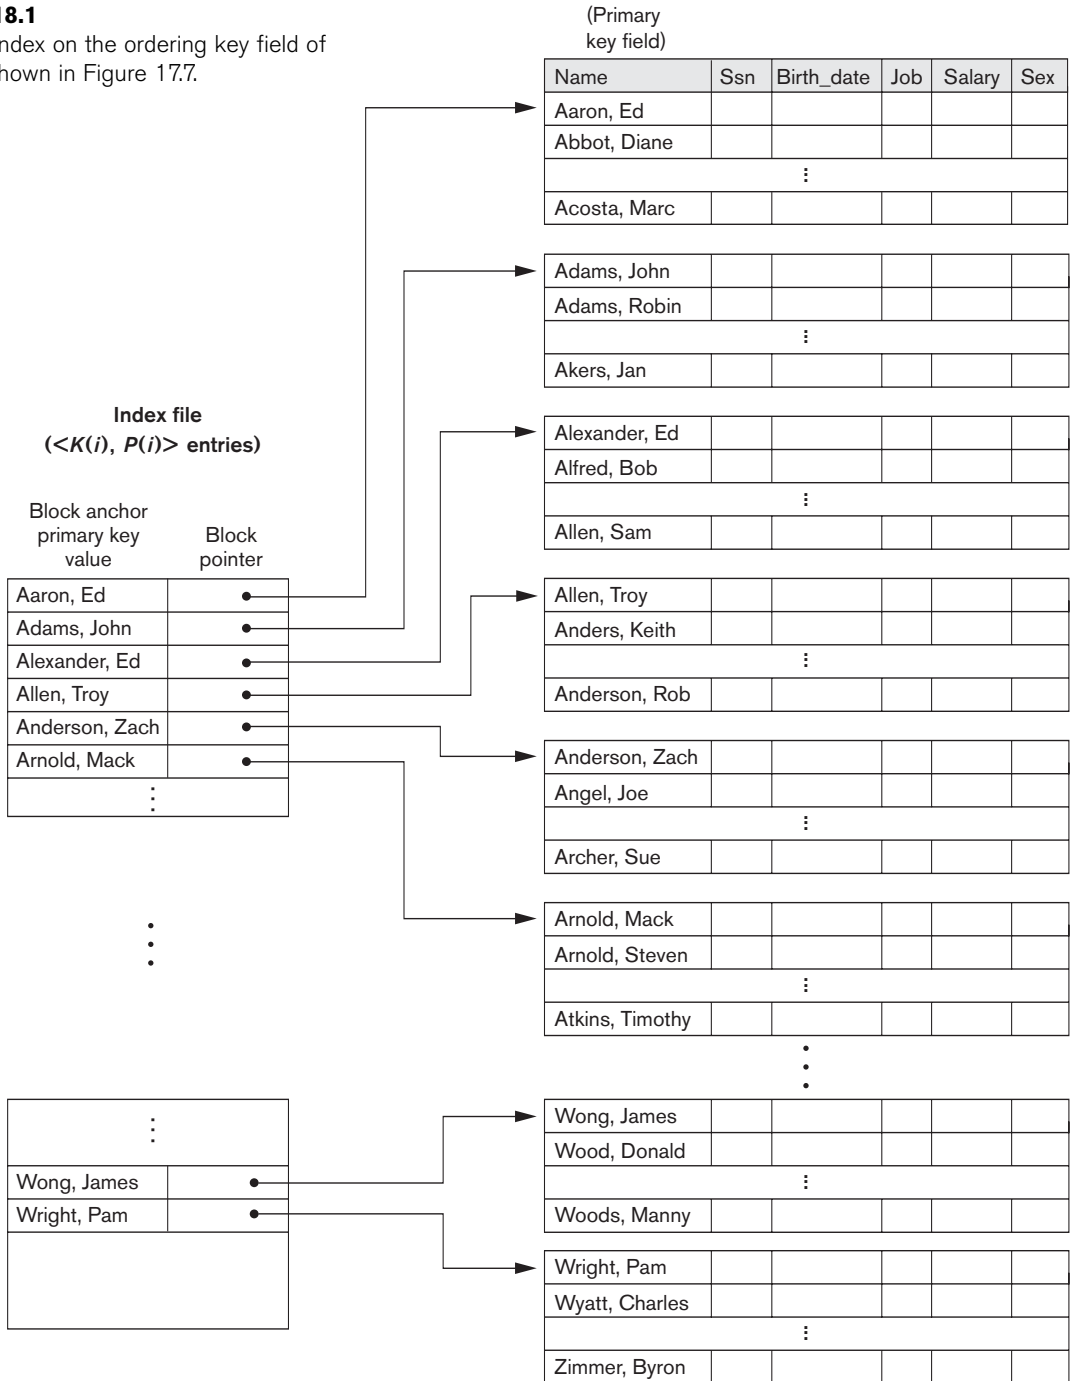 18.1
ndex on the ordering key field of
hown in Figure 17.7.
(Primary
key field)
Name Ssn Birth_date Job Salary Sex
Aaron, Ed
Abbot, Diane
Acosta, Marc
Adams, John
Adams, Robin
Akers, Jan
Alexander, Ed
Alfred, Bob
Allen, Sam
Allen, Troy
Anders, Keith
Anderson, Rob
Anderson, Zach
Angel, Joe
Archer, Sue
Arnold, Mack
Arnold, Steven
Atkins, Timothy
Wong, James
Wood, Donald
Woods, Manny
Wright, Pam
Wyatt, Charles
Zimmer, Byron
Index file
(<K(i), P(i)> entries)
Block anchor
primary key
value
Block
pointer
Aaron, Ed
Adams, John
Alexander, Ed
Allen, Troy
Anderson, Zach
Arnold, Mack
Wong, James
Wright, Pam